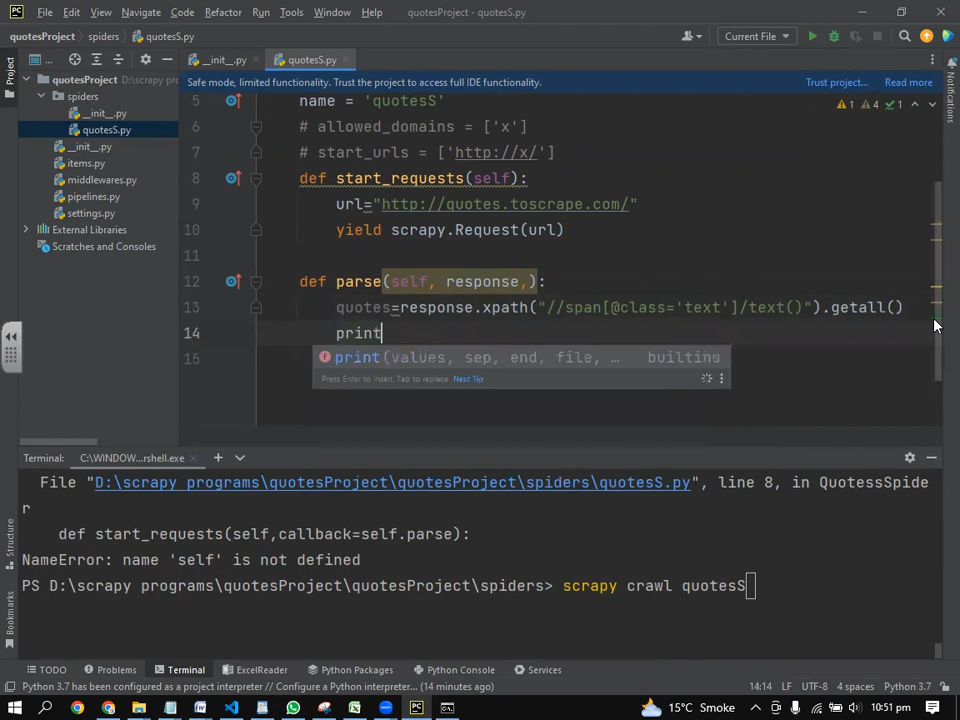 File Edit View Navigate Code Refactor Run Tools Window Help quotesProject - quotesS.py
quotesProject spiders quotesS.py Current File
... __init__.py quotesS.py
Safe mode, limited functionality. Trust the project to access full IDE functionality. Trust project... Read more
Project
Notifications
quotesProject D:\scrapy pro
spiders
__init__.py
quotesS.py
__init__.py
items.py
middlewares.py
pipelines.py
settings.py
External Libraries
Scratches and Consoles
1 4 1
5 name = 'quotesS'
6 # allowed_domains = ['x']
7 # start_urls = ['http://x/']
8 def start_requests(self):
9 url="http://quotes.toscrape.com/"
10 yield scrapy.Request(url)
11
12 def parse(self, response,):
13 quotes=response.xpath("//span[@class='text']/text()").getall()
14 print
15
print(values, sep, end, file, … builtins
Press Enter to insert, Tab to replace Next Tip
Terminal: C:\WINDOW...rshell.exe
File "D:\scrapy programs\quotesProject\quotesProject\spiders\quotesS.py", line 8, in QuotessSpide
r
def start_requests(self,callback=self.parse):
NameError: name 'self' is not defined
PS D:\scrapy programs\quotesProject\quotesProject\spiders> scrapy crawl quotesS
Structure
Bookmarks
TODO Problems Terminal ExcelReader Python Packages Python Console Services
Python 3.7 has been configured as a project interpreter // Configure a Python interpreter... (14 minutes ago) 14:14 LF UTF-8 4 spaces Python 3.7
15°C Smoke 10:51 pm